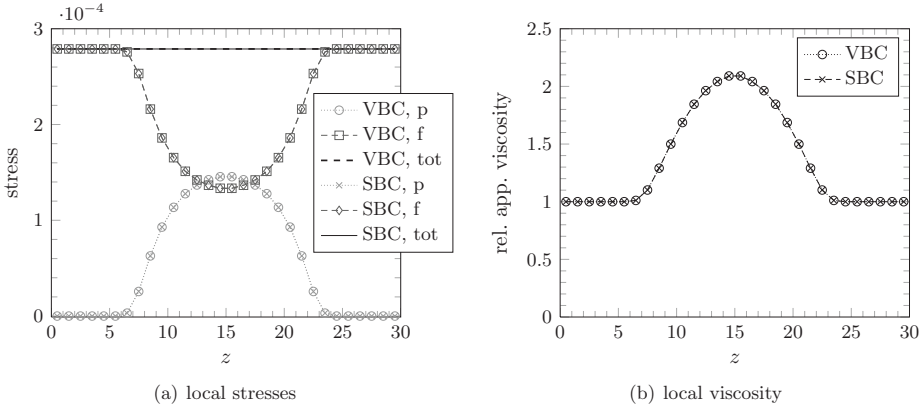 ·10−4
3
2
1
0
stress
0 5 10 15 20 25 30
z
VBC, p
VBC, f
VBC, tot
SBC, p
SBC, f
SBC, tot
(a) local stresses
2.5
2
1.5
1
0.5
0
rel. app. viscosity
0 5 10 15 20 25 30
z
VBC
SBC
(b) local viscosity